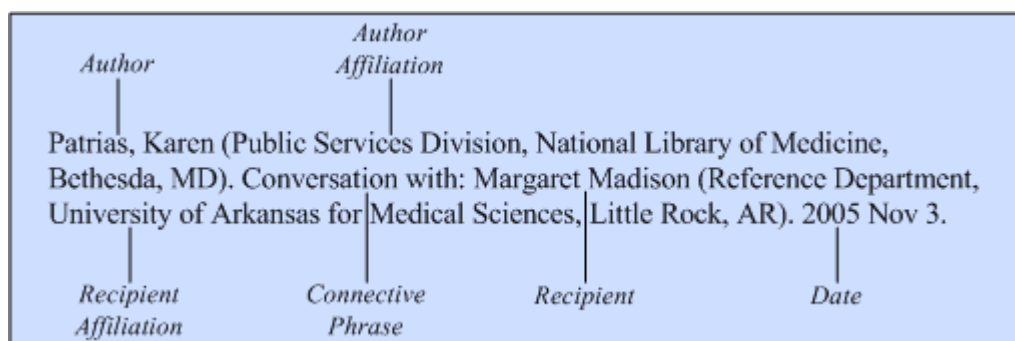 Author
Author
Affiliation
Patrias, Karen (Public Services Division, National Library of Medicine,
Bethesda, MD). Conversation with: Margaret Madison (Reference Department,
University of Arkansas for Medical Sciences, Little Rock, AR). 2005 Nov 3.
Recipient
Affiliation
Connective
Phrase
Recipient
Date